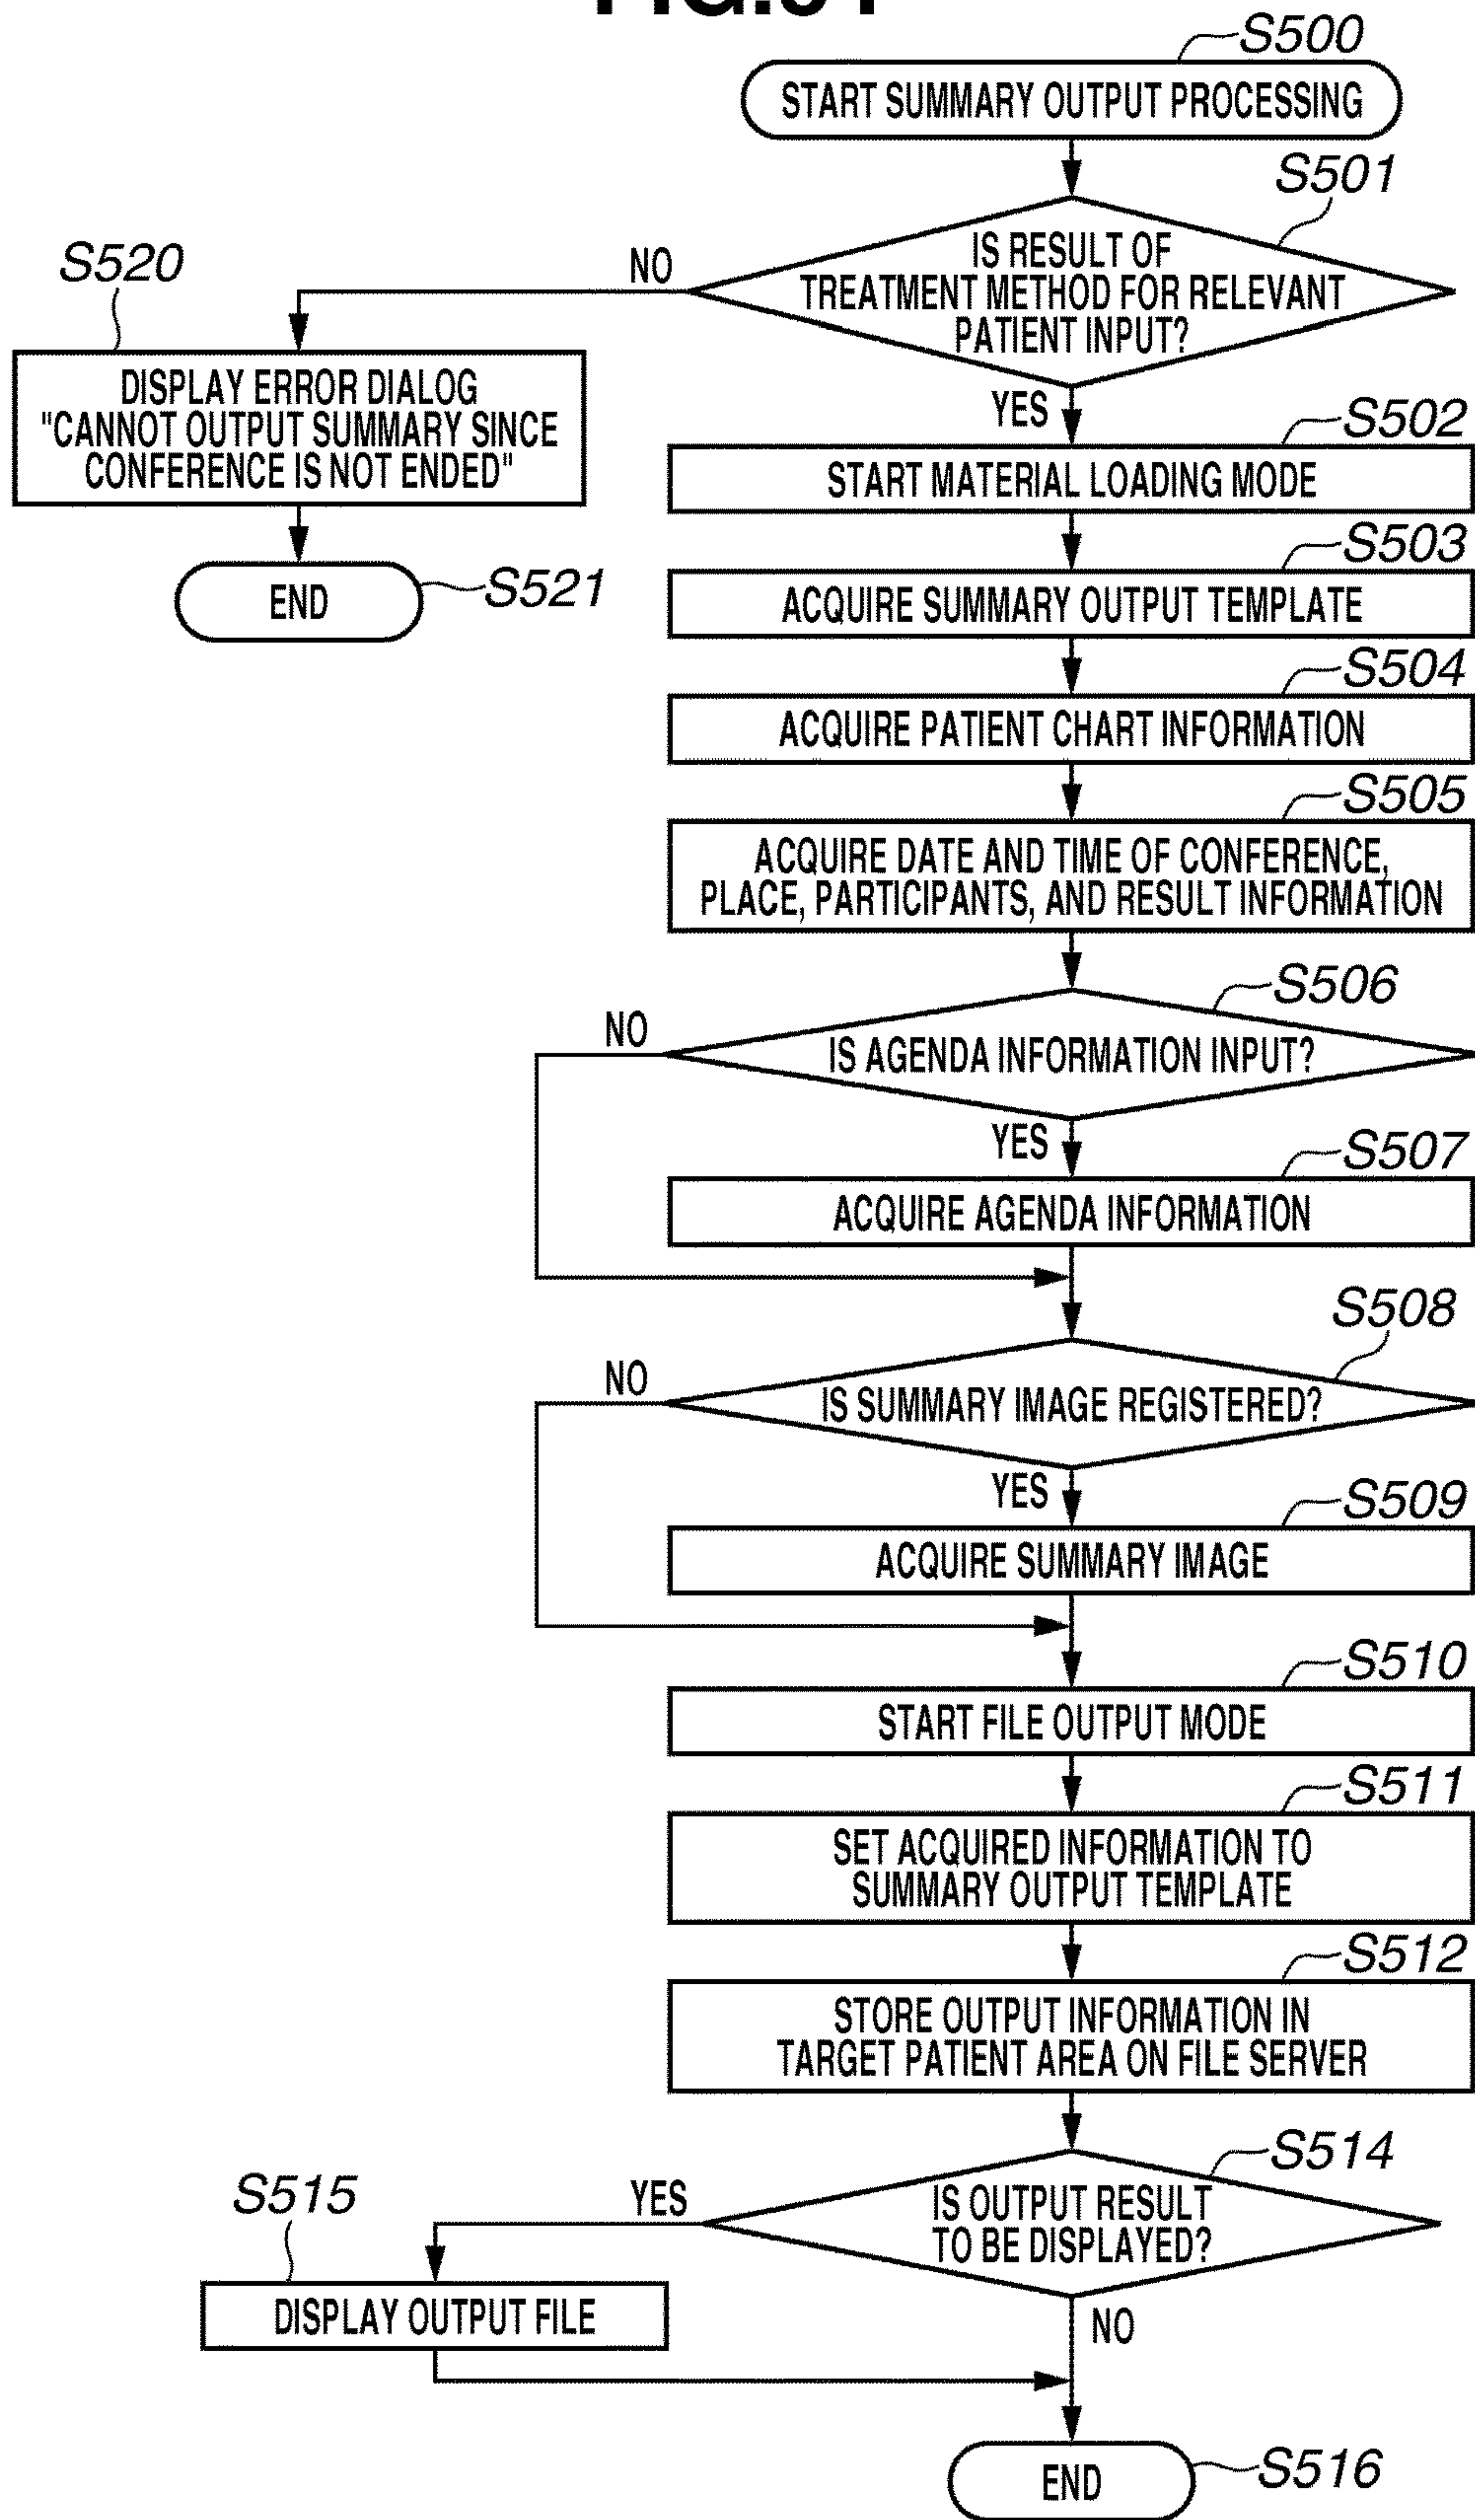 S500
START SUMMARY OUTPUT PROCESSING
S501
IS RESULT OF
TREATMENT METHOD FOR RELEVANT
PATIENT INPUT?
NO
S520
DISPLAY ERROR DIALOG
"CANNOT OUTPUT SUMMARY SINCE
CONFERENCE IS NOT ENDED"
END
S521
YES
S502
START MATERIAL LOADING MODE
S503
ACQUIRE SUMMARY OUTPUT TEMPLATE
S504
ACQUIRE PATIENT CHART INFORMATION
S505
ACQUIRE DATE AND TIME OF CONFERENCE,
PLACE, PARTICIPANTS, AND RESULT INFORMATION
S506
NO
IS AGENDA INFORMATION INPUT?
YES
S507
ACQUIRE AGENDA INFORMATION
S508
NO
IS SUMMARY IMAGE REGISTERED?
YES
S509
ACQUIRE SUMMARY IMAGE
S510
START FILE OUTPUT MODE
S511
SET ACQUIRED INFORMATION TO
SUMMARY OUTPUT TEMPLATE
S512
STORE OUTPUT INFORMATION IN
TARGET PATIENT AREA ON FILE SERVER
S514
IS OUTPUT RESULT
TO BE DISPLAYED?
YES
S515
DISPLAY OUTPUT FILE
NO
END
S516